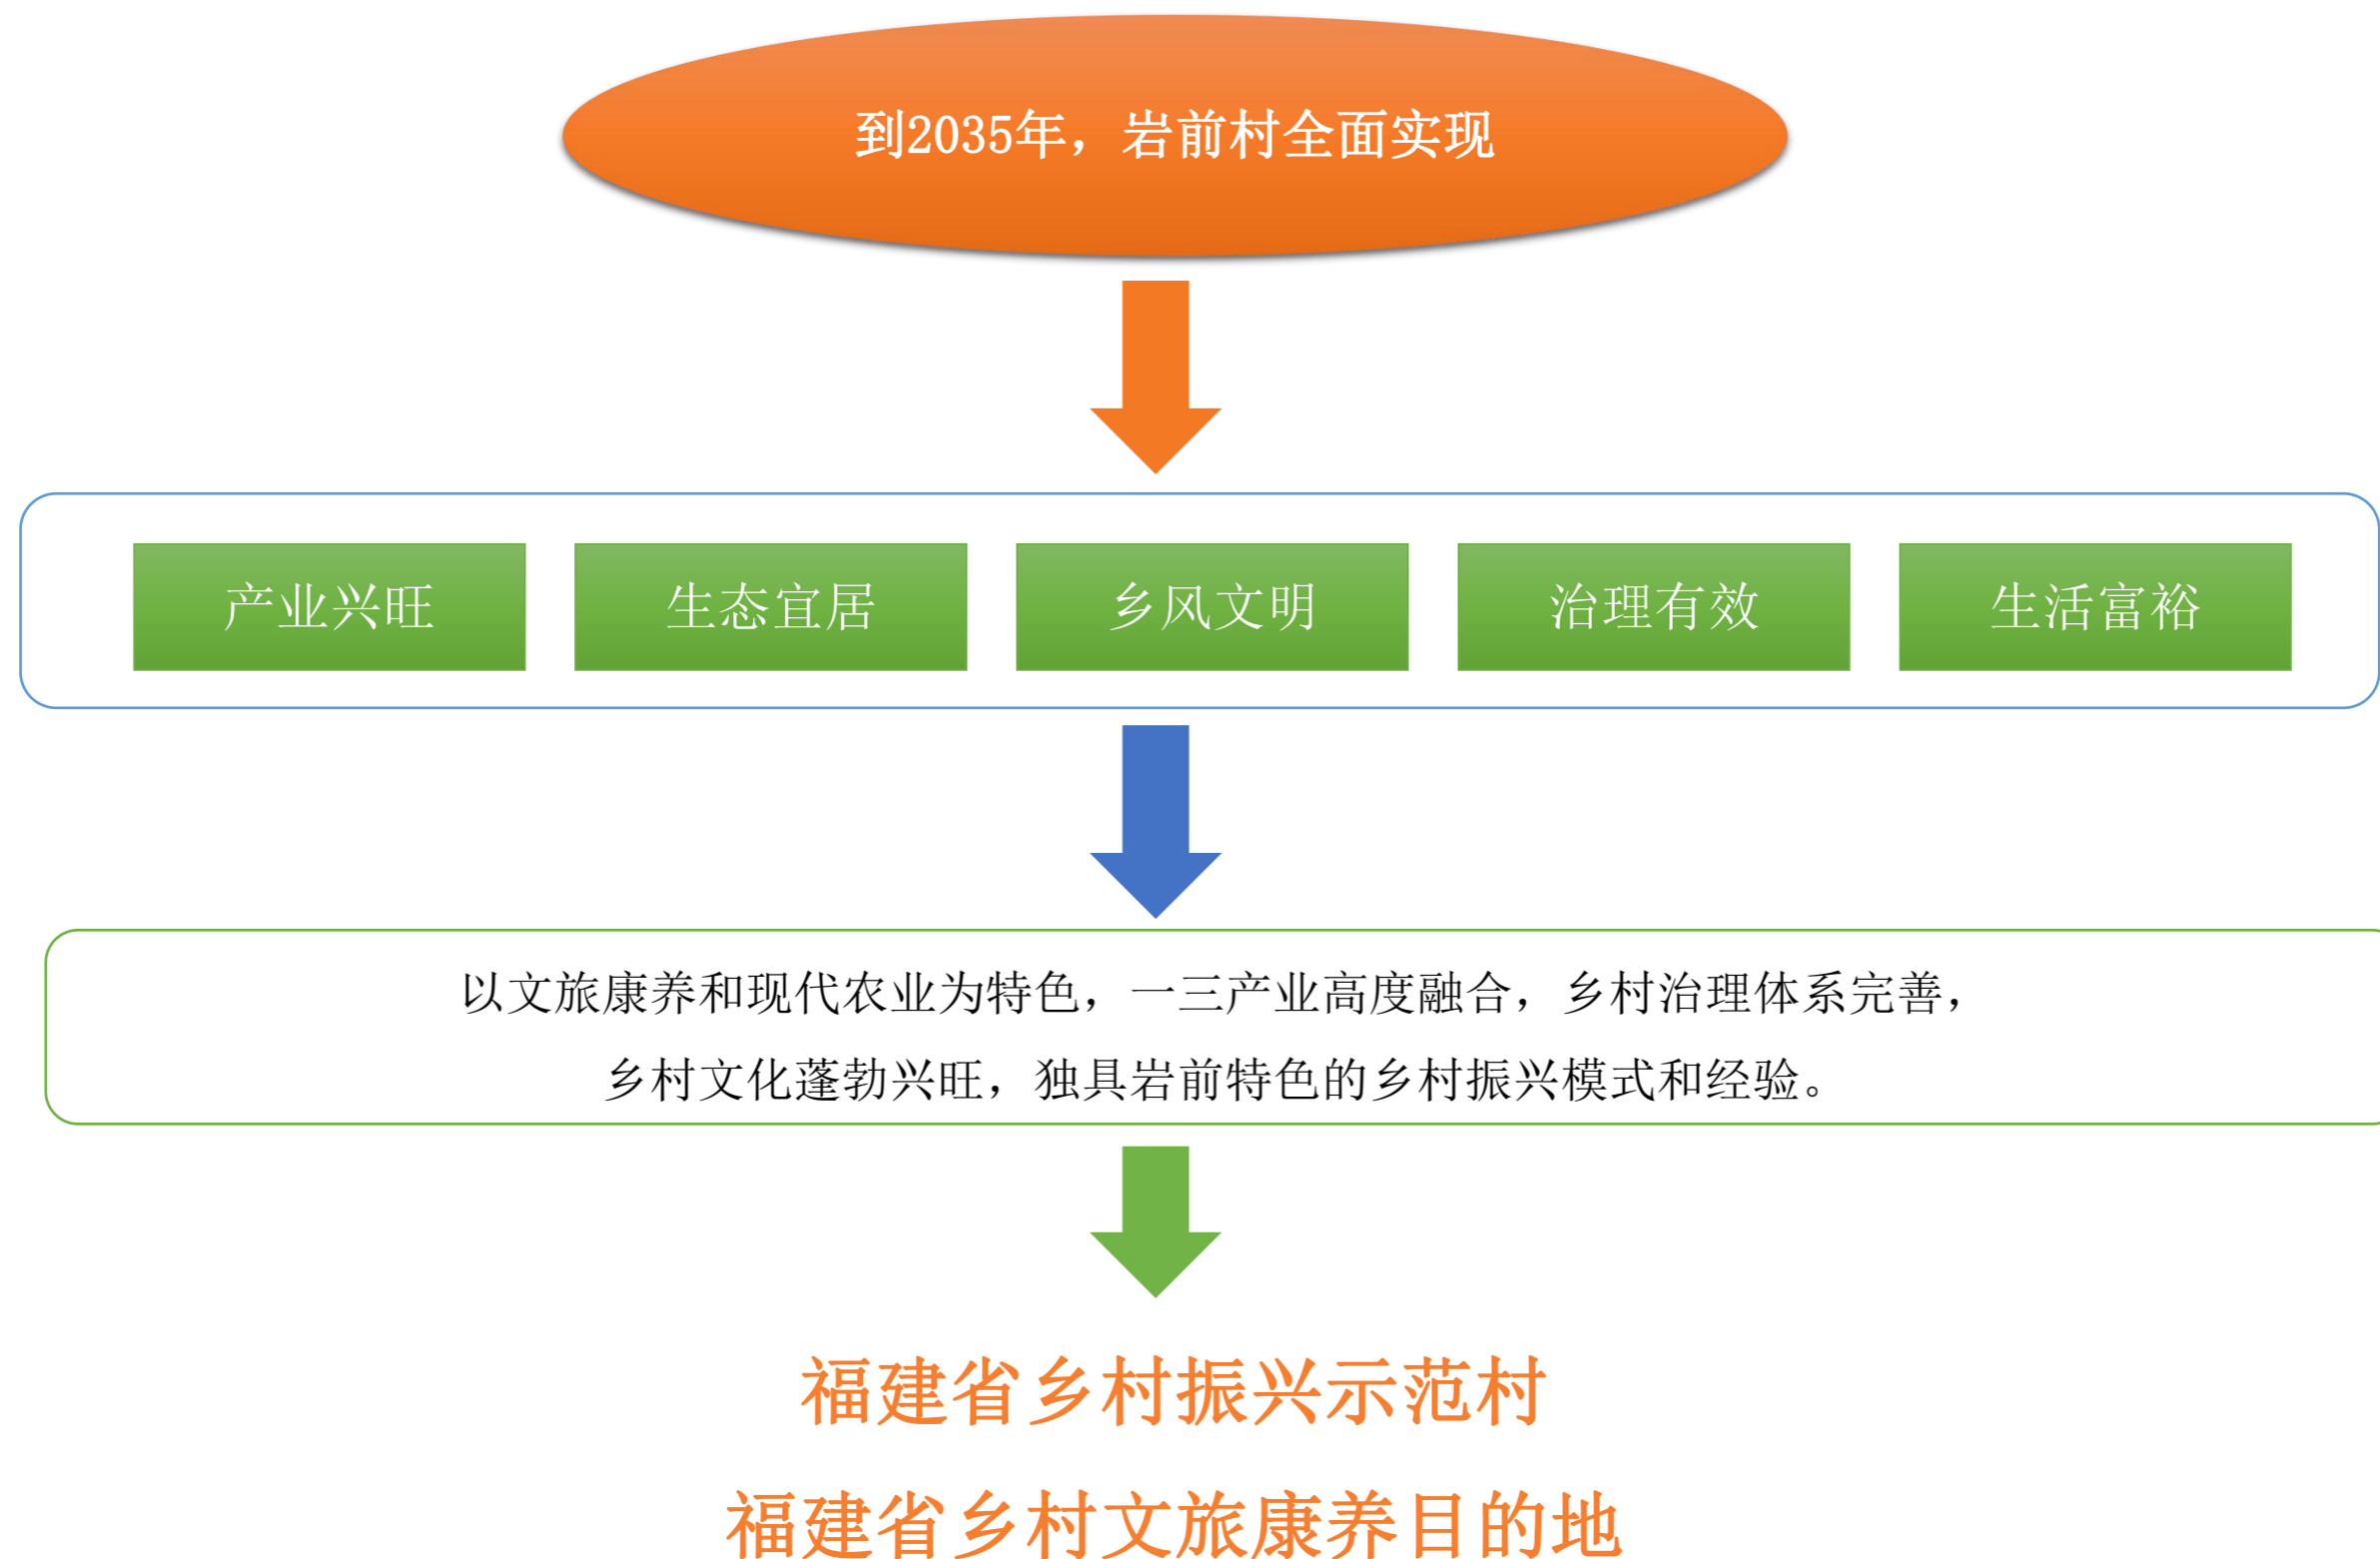 到2035年，岩前村全面实现
产业兴旺 生态宜居 乡风文明 治理有效 生活富裕
以文旅康养和现代农业为特色，一三产业高度融合，乡村治理体系完善，
乡村文化蓬勃兴旺，独具岩前特色的乡村振兴模式和经验。
福建省乡村振兴示范村
福建省乡村文旅康养目的地